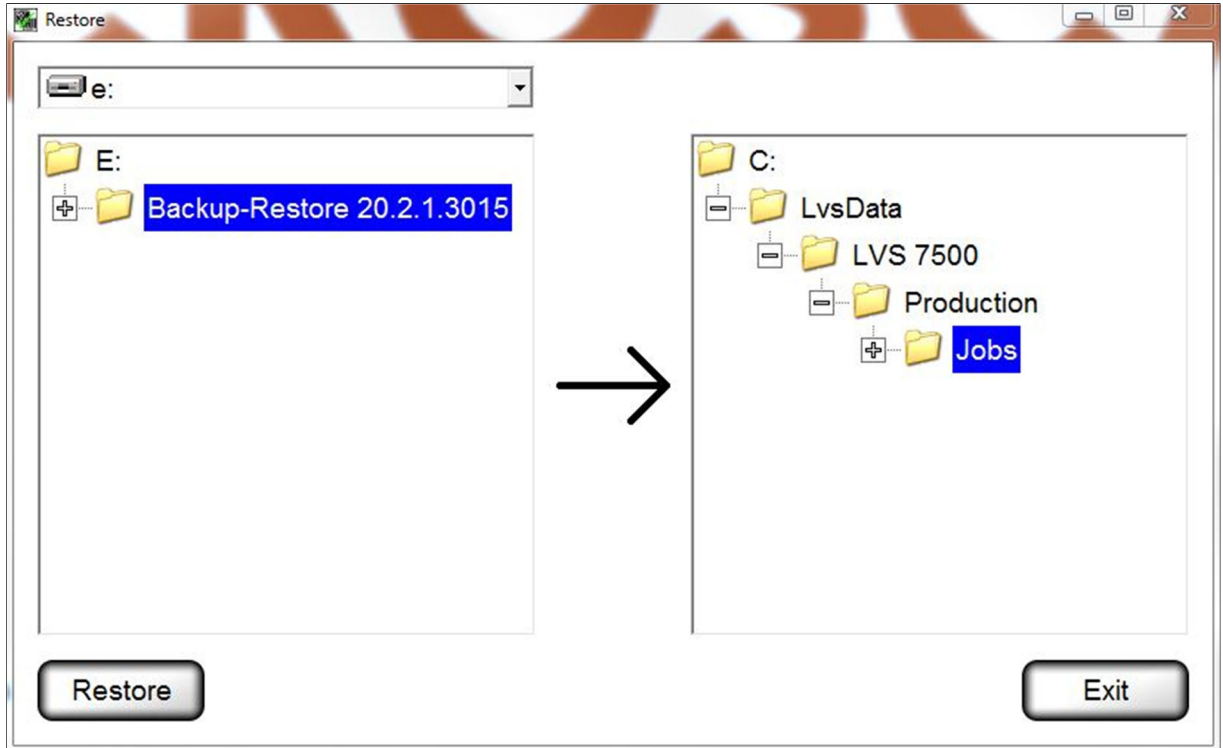 Restore
e:
E:
Backup-Restore 20.2.1.3015
C:
LvsData
LVS 7500
Production
Jobs
Restore
Exit